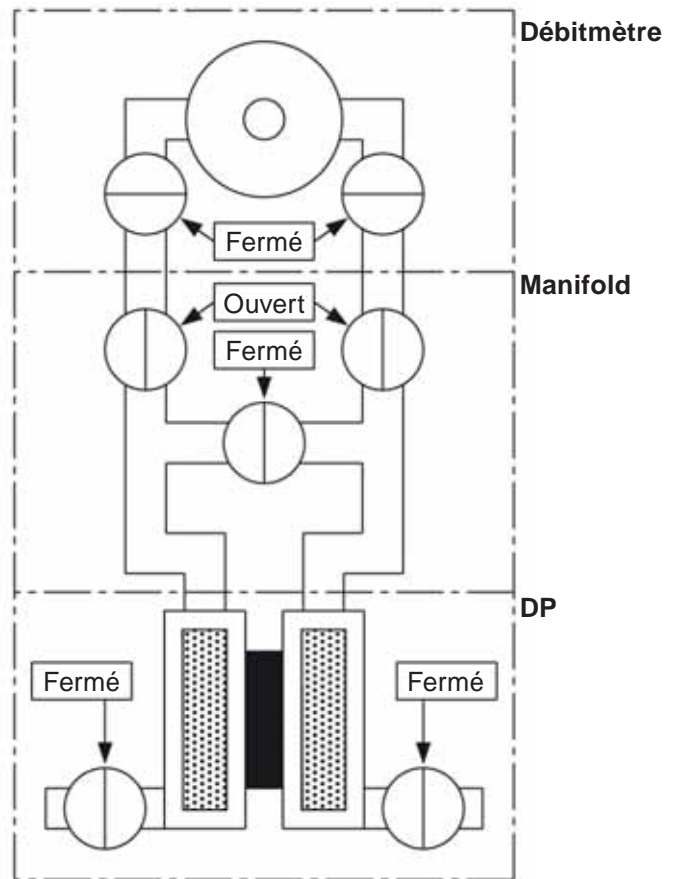 Débitmètre
Fermé
Manifold
Ouvert
Fermé
DP
Fermé
Fermé